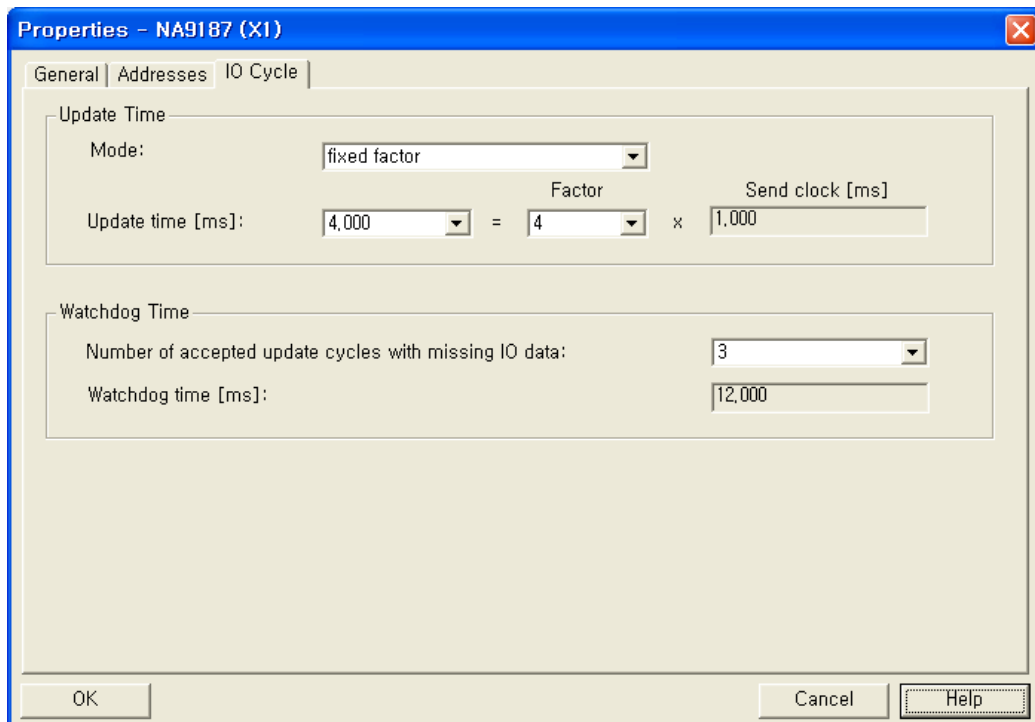 Properties - NA9187 (X1)
General Addresses IO Cycle
Update Time
Mode: fixed factor
Factor Send clock [ms]
Update time [ms]: 4,000 = 4 x 1,000
Watchdog Time
Number of accepted update cycles with missing IO data: 3
Watchdog time [ms]: 12,000
OK Cancel Help